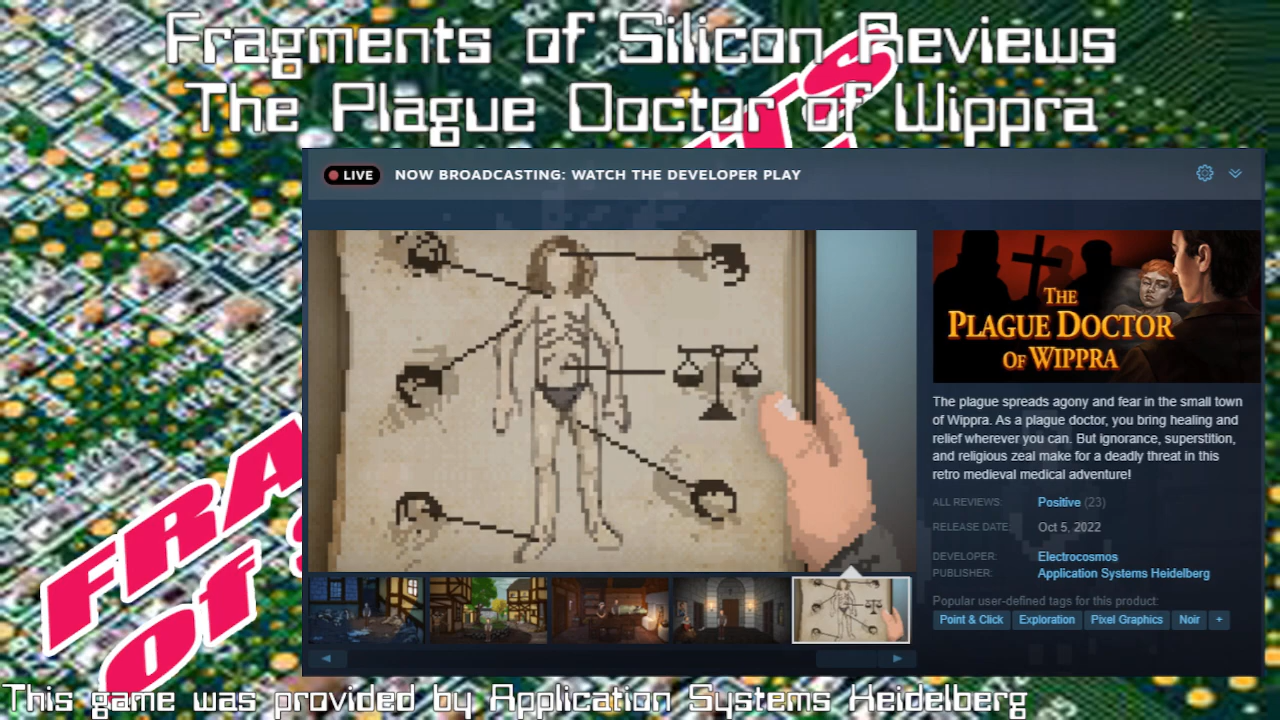 Fragments of Silicon Reviews
The Plague Doctor of Wippra
LIVE NOW BROADCASTING: WATCH THE DEVELOPER PLAY
THE
PLAGUE DOCTOR
OF WIPPRA
The plague spreads agony and fear in the small town
of Wippra. As a plague doctor, you bring healing and
relief wherever you can. But ignorance, superstition,
and religious zeal make for a deadly threat in this
retro medieval medical adventure!
ALL REVIEWS: Positive (23)
RELEASE DATE: Oct 5, 2022
DEVELOPER: Electrocosmos
PUBLISHER: Application Systems Heidelberg
Popular user-defined tags for this product:
Point & Click Exploration Pixel Graphics Noir +
FRA
of
This game was provided by Application Systems Heidelberg